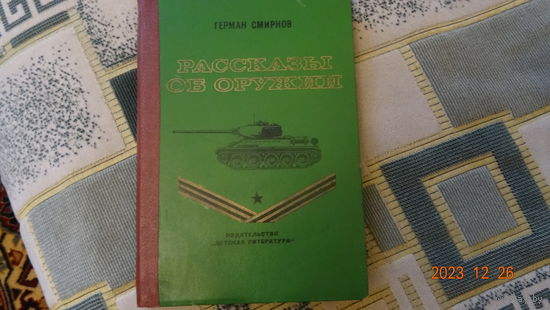 ГЕРМАН СМИРНОВ
РАССКАЗЫ
ОБ ОРУЖИИ
ИЗДАТЕЛЬСТВО
„ДЕТСКАЯ ЛИТЕРАТУРА“
2023 12 26